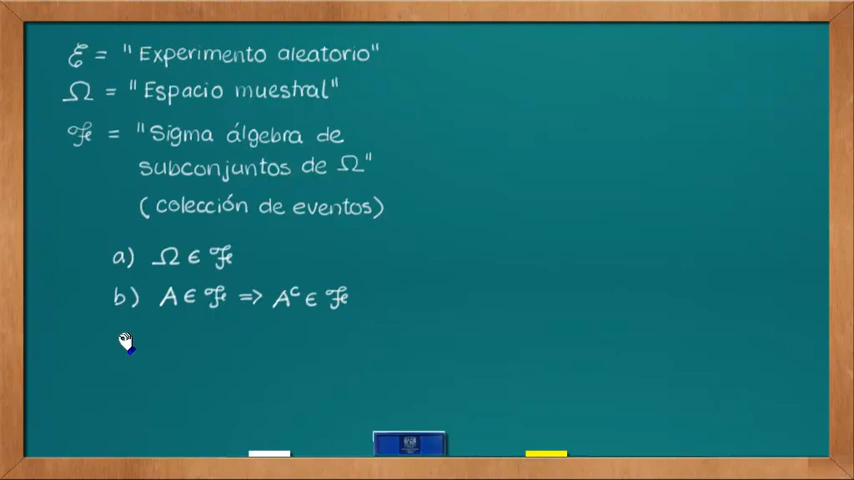 ℰ = "Experimento aleatorio"
Ω = "Espacio muestral"
ℱ = "Sigma álgebra de
subconjuntos de Ω"
(colección de eventos)
a) Ω ∈ ℱ
b) A ∈ ℱ => Aᶜ ∈ ℱ